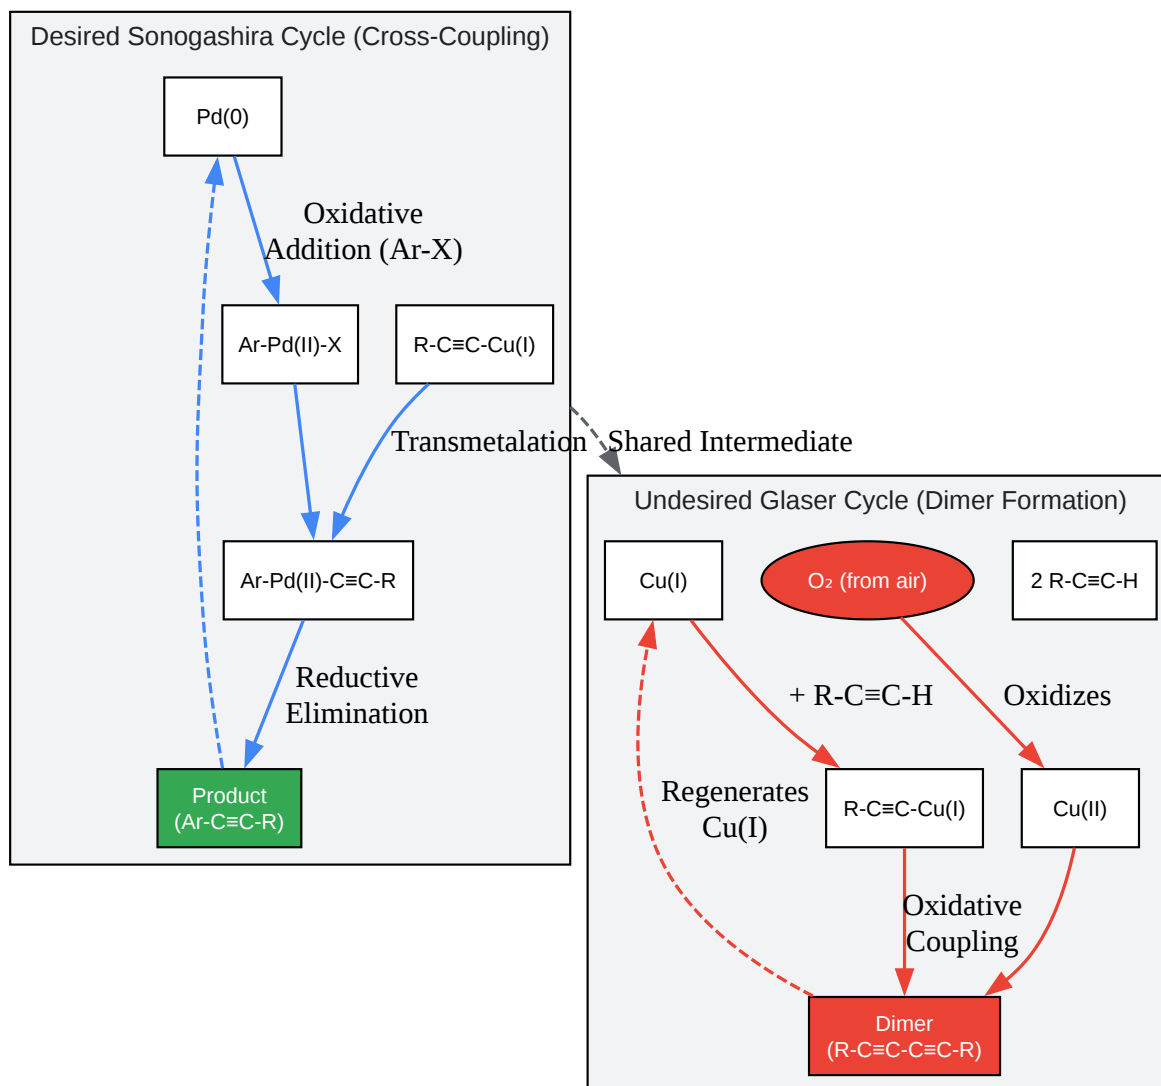 Desired Sonogashira Cycle (Cross-Coupling)
Pd(0)
Oxidative
Addition (Ar-X)
Ar-Pd(II)-X
R-C≡C-Cu(I)
Transmetalation
Shared Intermediate
Ar-Pd(II)-C≡C-R
Reductive
Elimination
Product
(Ar-C≡C-R)
Undesired Glaser Cycle (Dimer Formation)
Cu(I)
O₂ (from air)
2 R-C≡C-H
+ R-C≡C-H
Oxidizes
Regenerates
Cu(I)
R-C≡C-Cu(I)
Cu(II)
Oxidative
Coupling
Dimer
(R-C≡C-C≡C-R)